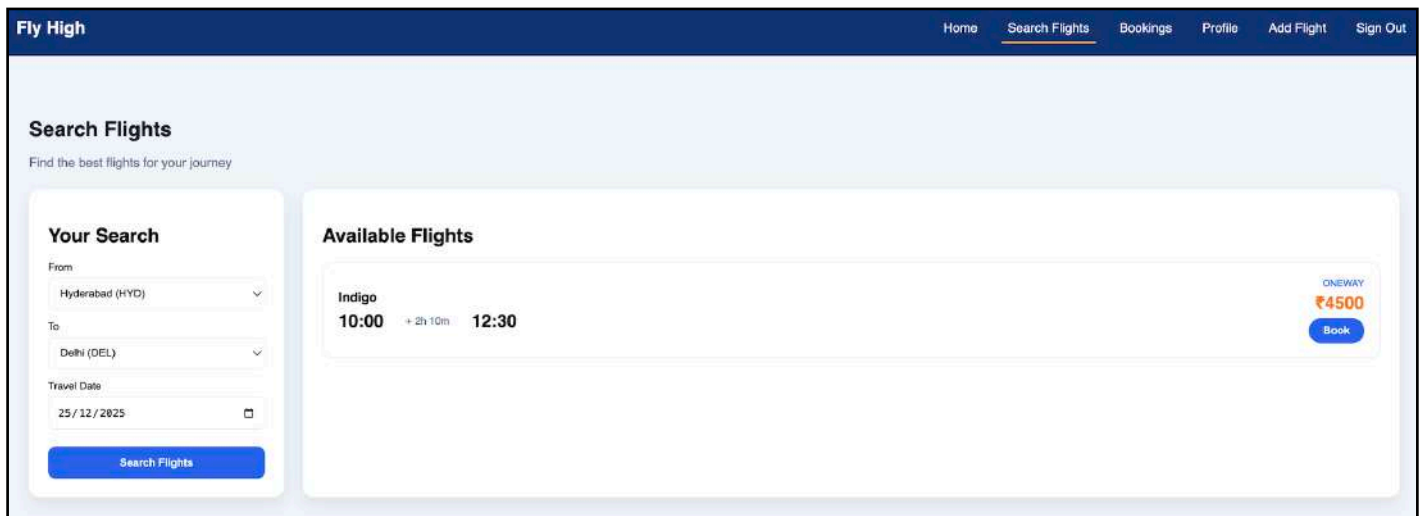 Fly High
Home Search Flights Bookings Profile Add Flight Sign Out
Search Flights
Find the best flights for your journey
Your Search
From
Hyderabad (HYD)
To
Delhi (DEL)
Travel Date
25/12/2025
Search Flights
Available Flights
Indigo
10:00 + 2h 10m 12:30
ONEWAY
₹4500
Book